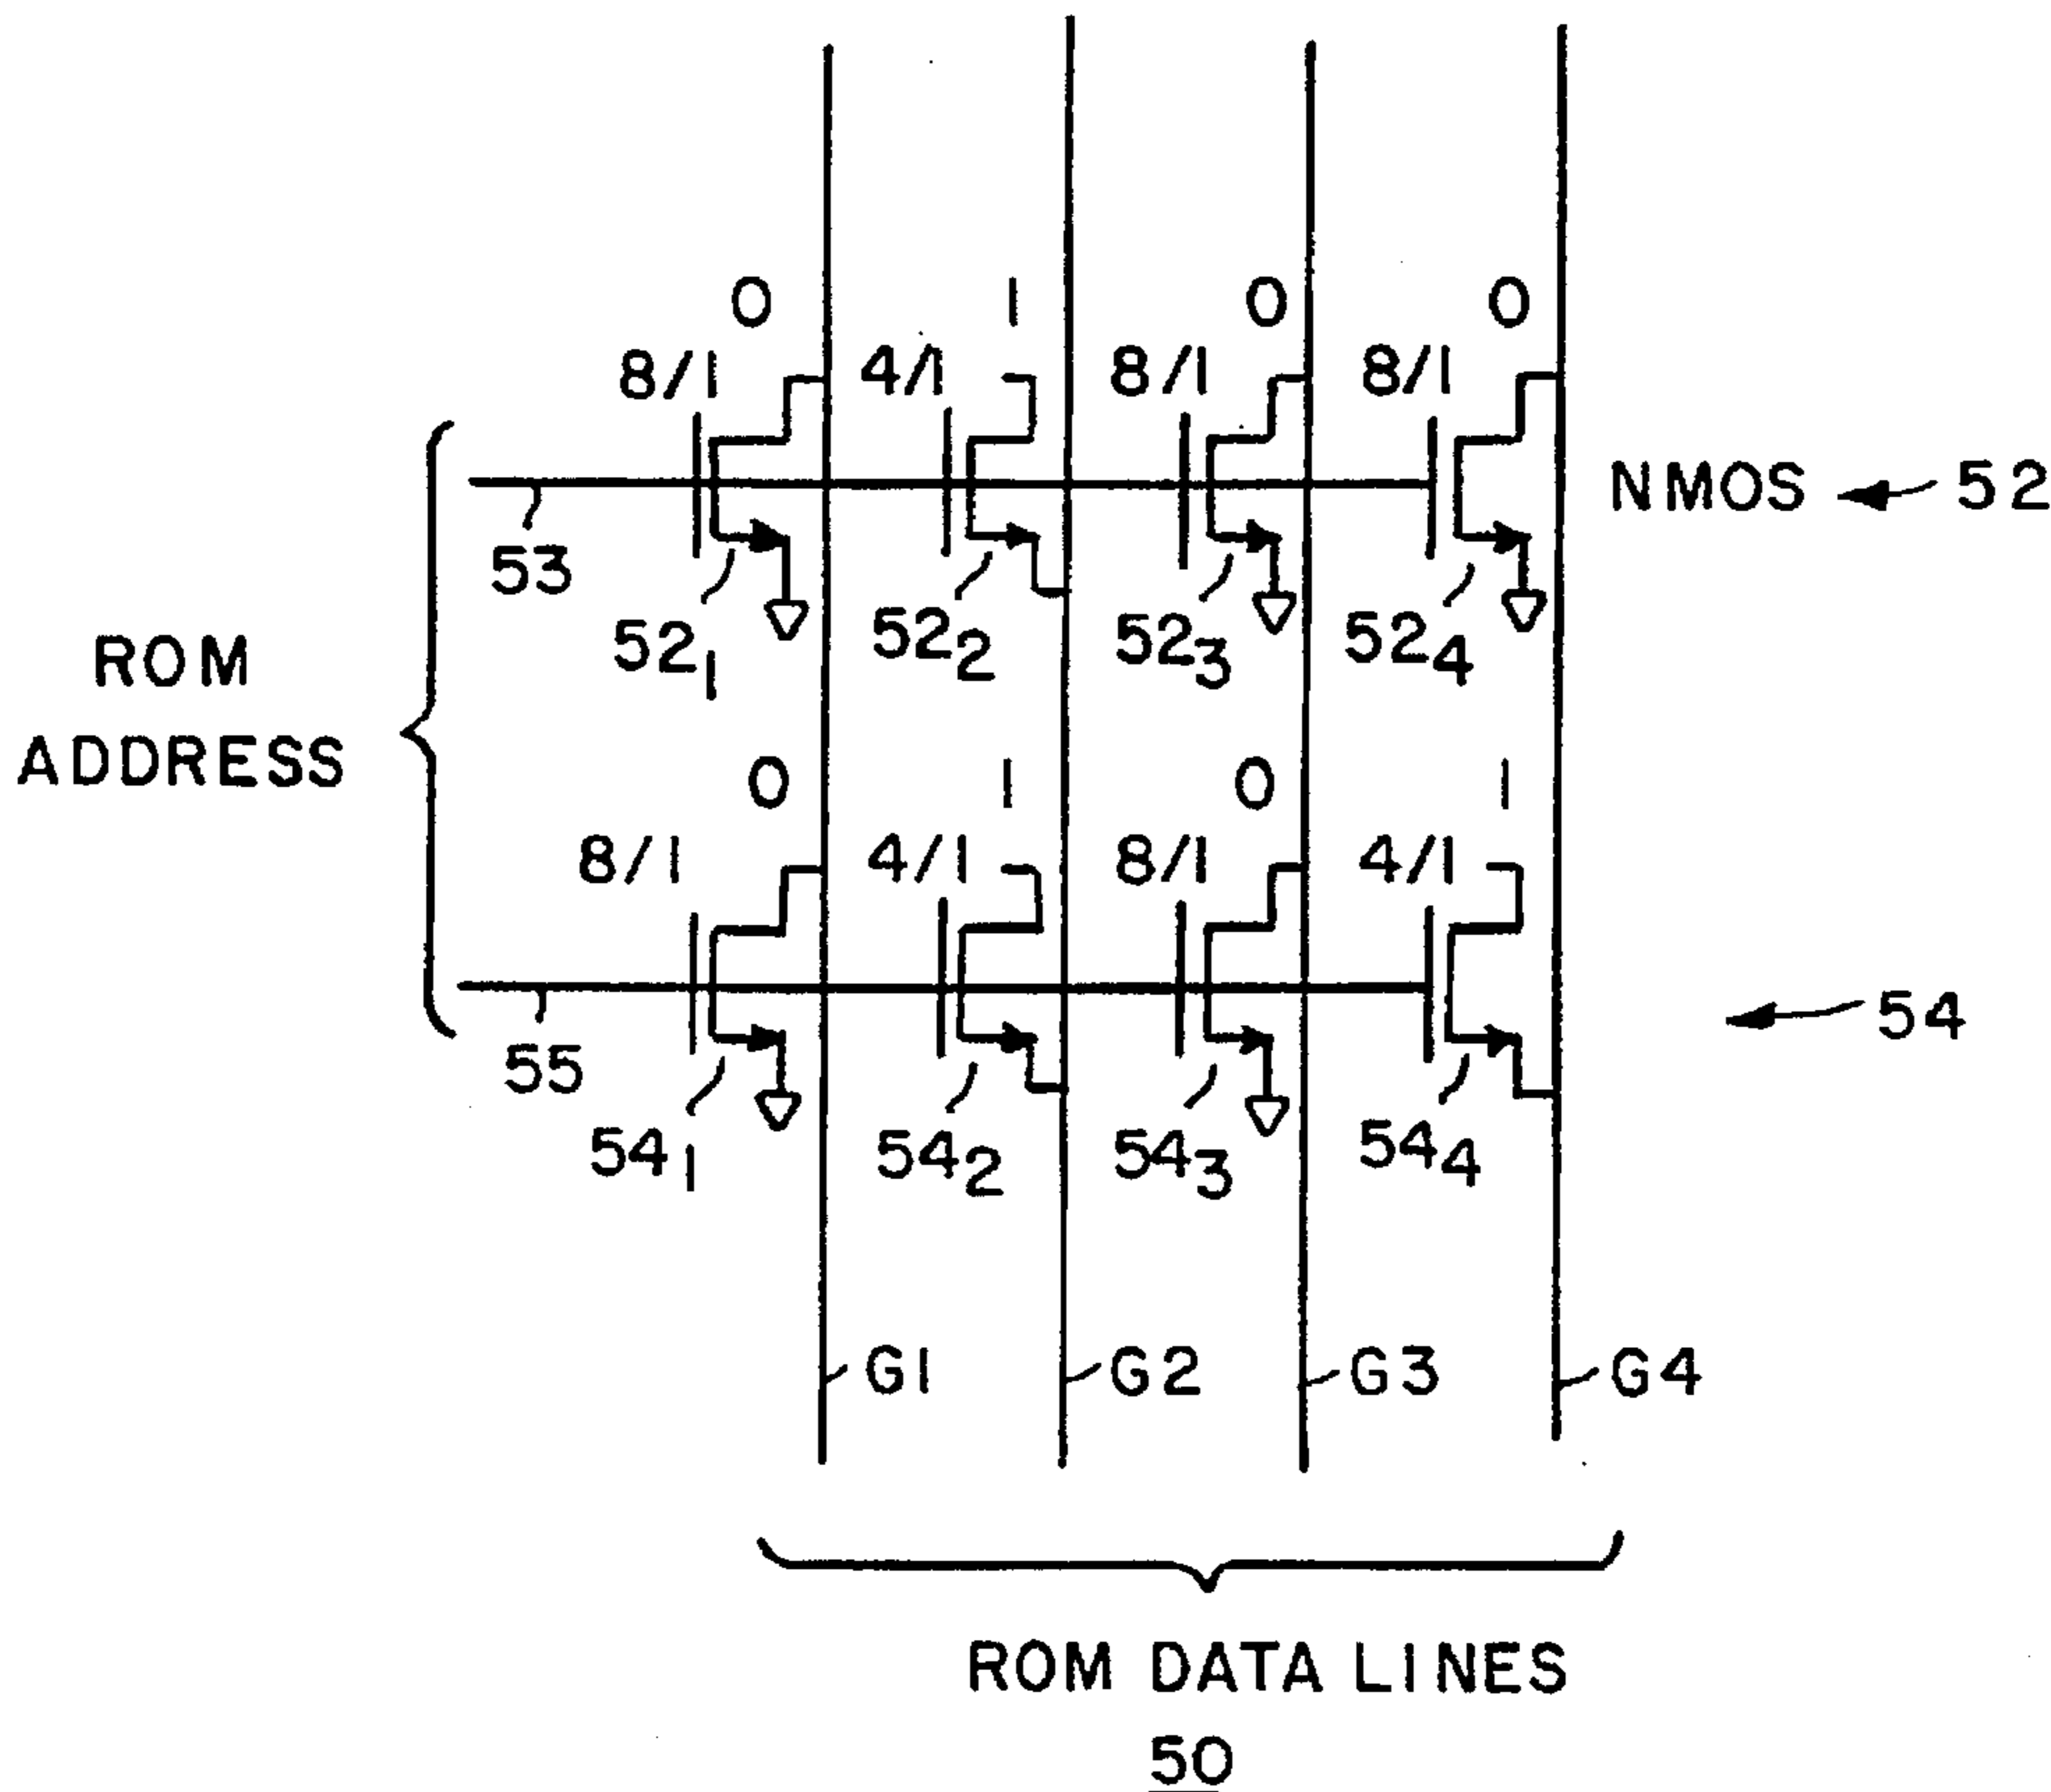 0 1 0 0
8/1 4/1 8/1 8/1
NMOS 52
53
52₁ 52₂ 52₃ 52₄
ROM
ADDRESS
0 1 0 1
8/1 4/1 8/1 4/1
54
55
54₁ 54₂ 54₃ 54₄
G1 G2 G3 G4
ROM DATA LINES
50